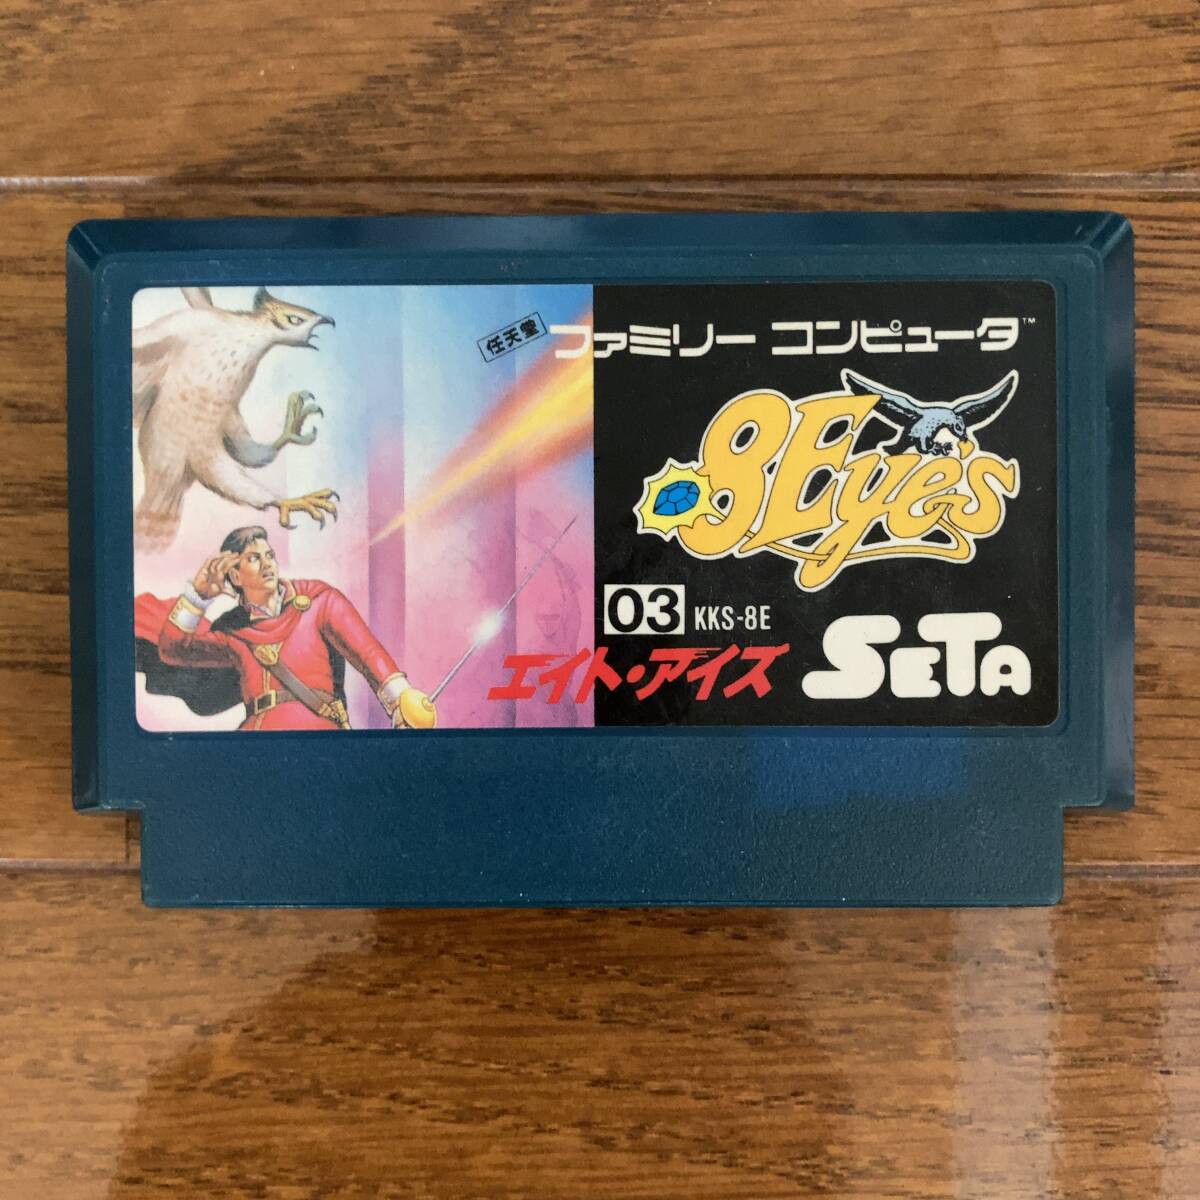 任天堂 ファミリー コンピュータ™
8Eye's
03 KKS-8E
エイト・アイズ
SETA